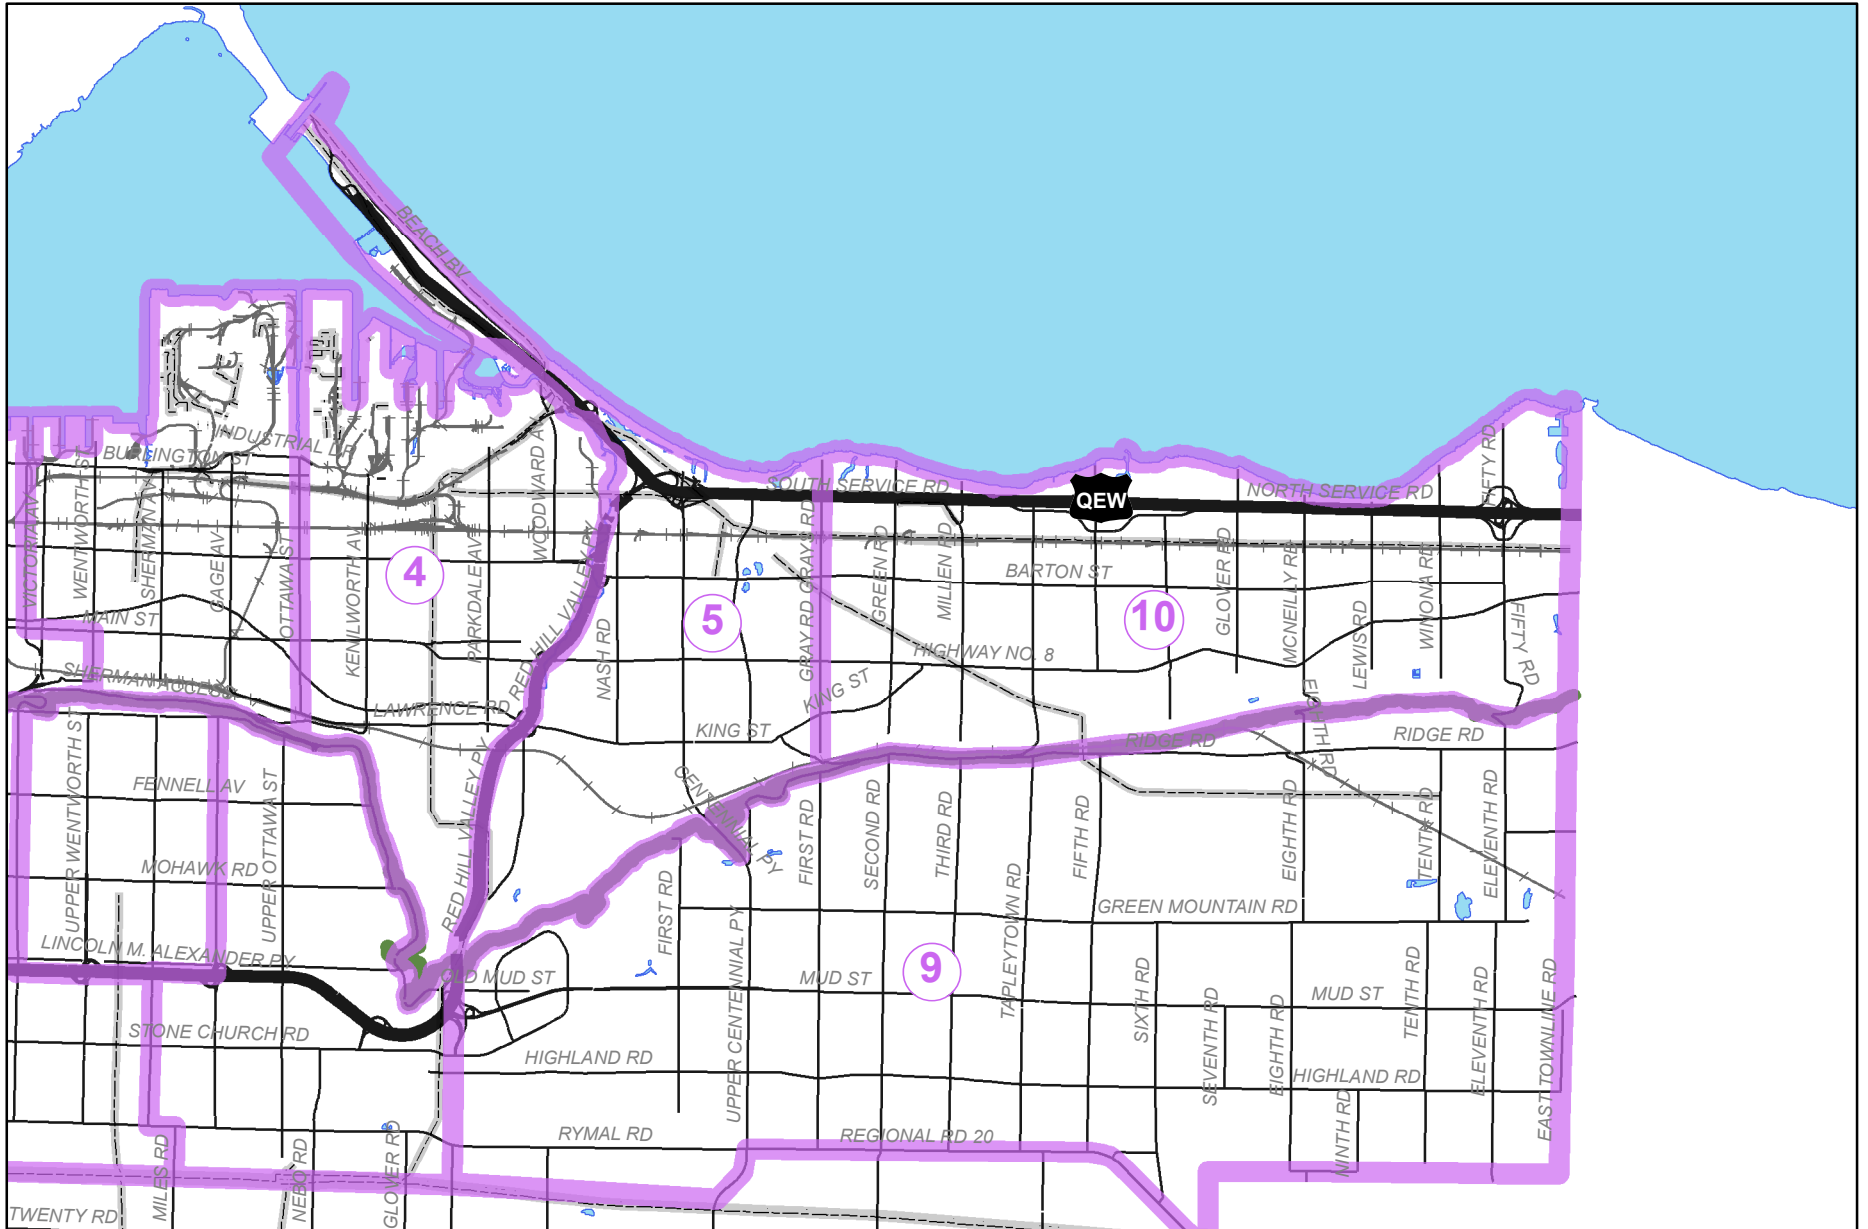 BEACH BV
INDUSTRIAL DR
BURLINGTON ST
WOODWARD AV
SOUTH SERVICE RD
QEW
NORTH SERVICE RD
FIFTY RD
VICTORIA AV
WENTWORTH ST
SHERMAN AV
GAGE AV
OTTAWA ST
KENILWORTH AV
4
PARKDALE AV
RED HILL VALLEY PY
NASH RD
5
GRAY RD
GRAYS RD
GREEN RD
MILLEN RD
BARTON ST
10
GLOVER RD
MCNEILLY RD
LEWIS RD
WINONA RD
FIFTY RD
MAIN ST
HIGHWAY NO. 8
SHERMAN ACCESS
LAWRENCE RD
KING ST
KING ST
EIGHTH RD
RIDGE RD
RIDGE RD
UPPER WENTWORTH ST
FENNELL AV
UPPER OTTAWA ST
RED HILL VALLEY PY
CENTENNIAL PY
FIRST RD
SECOND RD
THIRD RD
FIFTH RD
EIGHTH RD
TENTH RD
ELEVENTH RD
MOHAWK RD
FIRST RD
UPPER CENTENNIAL PY
TAPLEYTOWN RD
GREEN MOUNTAIN RD
LINCOLN M. ALEXANDER PY
OLD MUD ST
MUD ST
9
SIXTH RD
SEVENTH RD
EIGHTH RD
MUD ST
TENTH RD
ELEVENTH RD
EAST TOWNLINE RD
STONE CHURCH RD
HIGHLAND RD
HIGHLAND RD
RYMAL RD
REGIONAL RD 20
NINTH RD
MILES RD
NEBO RD
GLOVER RD
TWENTY RD